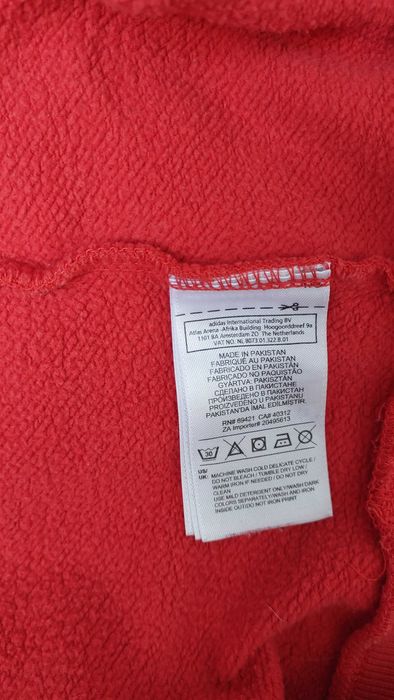 adidas International Trading BV
Atlas Arena -Afrika Building Hoogoorddreef 9a
1101 BA Amsterdam ZO The Netherlands
VAT NO. NL 8073.01.322.B.01
MADE IN PAKISTAN
FABRIQUÉ AU PAKISTAN
FABRICADO EN PAKISTÁN
FABRICADO NO PAQUISTÃO
GYÁRTVA: PAKISZTÁN
СДЕЛАНО В ПАКИСТАНЕ
ПРОИЗВЕДЕНО В ПАКИСТАН
PROIZVEDENO U PAKISTANU
PAKİSTAN'DA İMAL EDİLMİŞTİR.
RN# 89421 CA# 40312
ZA Importer# 20495613
30
US/
UK: MACHINE WASH COLD DELICATE CYCLE /
DO NOT BLEACH / TUMBLE DRY LOW /
WARM IRON IF NEEDED / DO NOT DRY
CLEAN
USE MILD DETERGENT ONLY/WASH DARK
COLORS SEPARATELY/WASH AND IRON
INSIDE OUT/DO NOT IRON PRINT